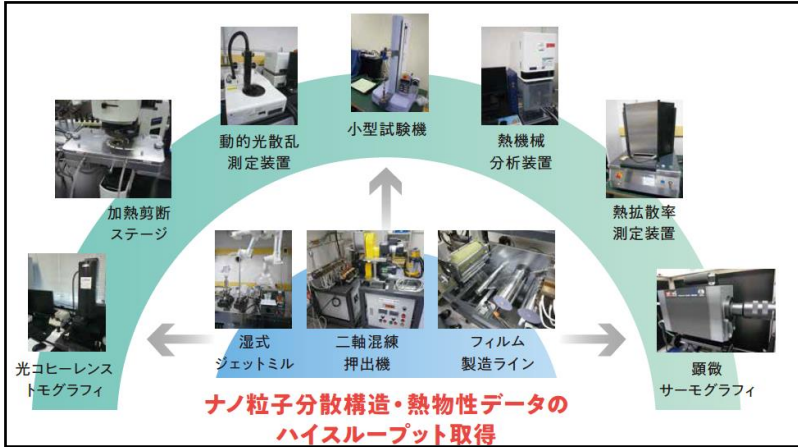 動的光散乱
測定装置
小型試験機
熱機械
分析装置
加熱剪断
ステージ
熱拡散率
測定装置
光コヒーレンス
トモグラフィ
湿式
ジェットミル
二軸混練
押出機
フィルム
製造ライン
顕微
サーモグラフィ
ナノ粒子分散構造・熱物性データの
ハイスループット取得